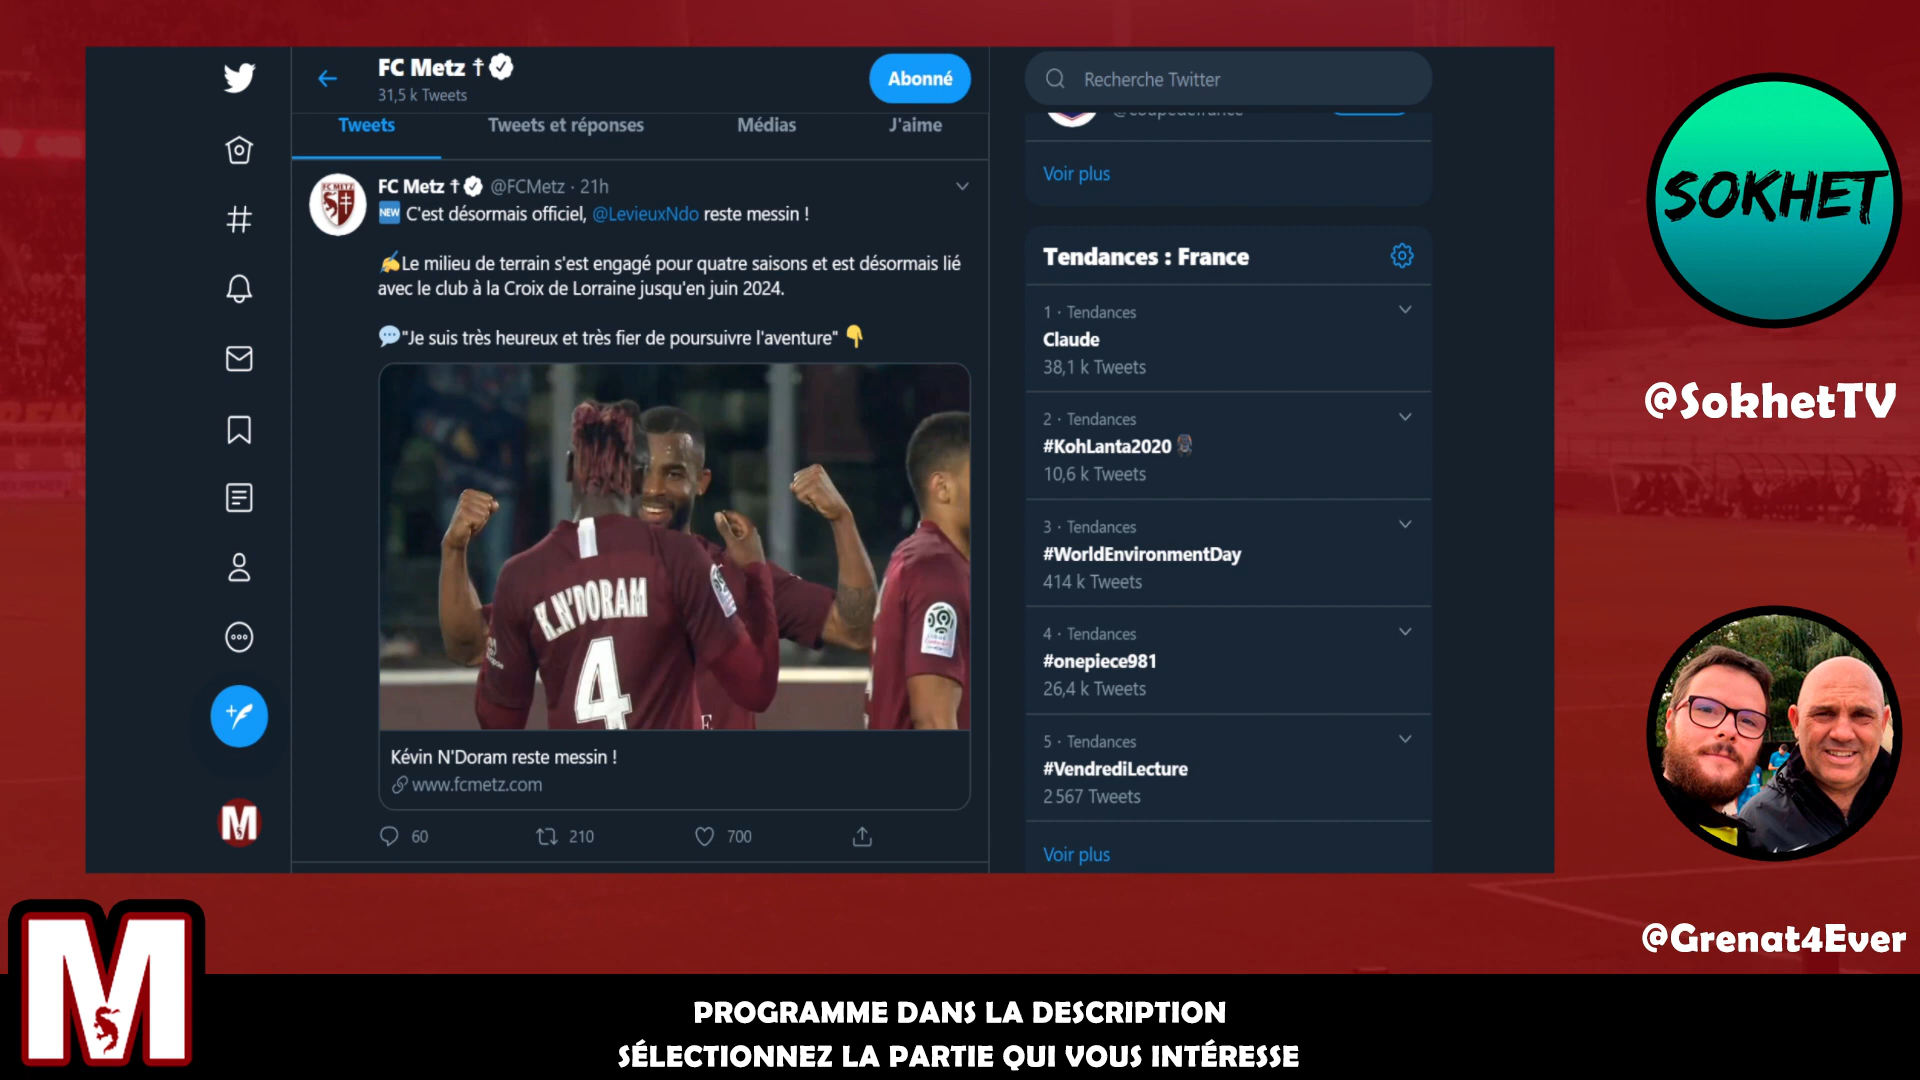 FC Metz ☨
31,5 k Tweets
Abonné
Tweets
Tweets et réponses
Médias
J'aime
FC METZ
FC Metz ☨ @FCMetz · 21h
NEW C'est désormais officiel, @LevieuxNdo reste messin !
✍Le milieu de terrain s'est engagé pour quatre saisons et est désormais lié
avec le club à la Croix de Lorraine jusqu'en juin 2024.
💬"Je suis très heureux et très fier de poursuivre l'aventure" 👇
K.N'DORAM
4
Kévin N'Doram reste messin !
www.fcmetz.com
60
210
700
M
Recherche Twitter
@coupedefrance
Voir plus
Tendances : France
1 · Tendances
Claude
38,1 k Tweets
2 · Tendances
#KohLanta2020
10,6 k Tweets
3 · Tendances
#WorldEnvironmentDay
414 k Tweets
4 · Tendances
#onepiece981
26,4 k Tweets
5 · Tendances
#VendrediLecture
2 567 Tweets
Voir plus
SOKHET
@SokhetTV
@Grenat4Ever
M
PROGRAMME DANS LA DESCRIPTION
SÉLECTIONNEZ LA PARTIE QUI VOUS INTÉRESSE